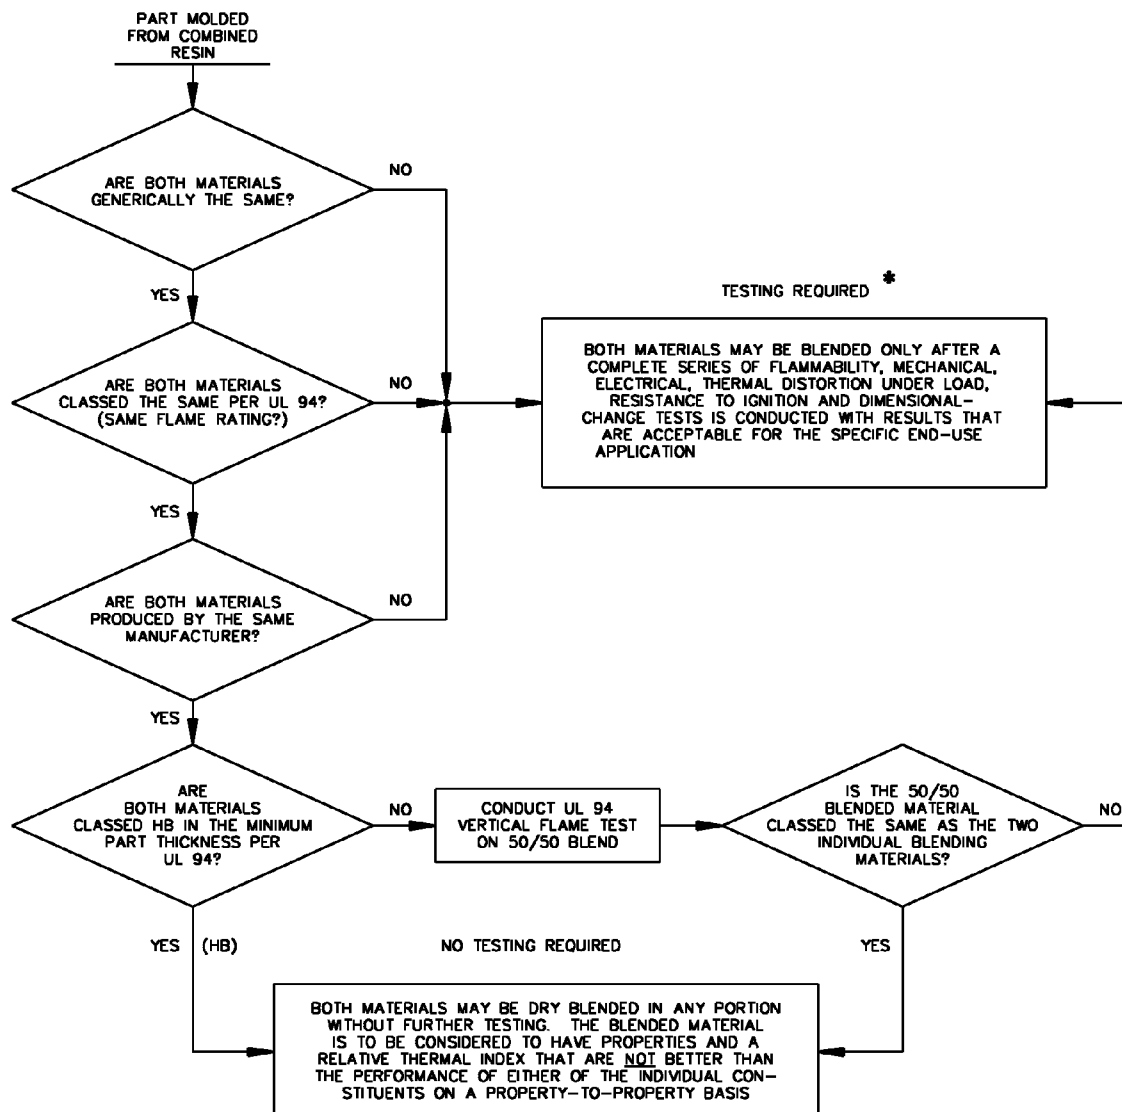 PART MOLDED
FROM COMBINED
RESIN
ARE BOTH MATERIALS
GENERICALLY THE SAME?
NO
YES
TESTING REQUIRED *
BOTH MATERIALS MAY BE BLENDED ONLY AFTER A
COMPLETE SERIES OF FLAMMABILITY, MECHANICAL,
ELECTRICAL, THERMAL DISTORTION UNDER LOAD,
RESISTANCE TO IGNITION AND DIMENSIONAL-
CHANGE TESTS IS CONDUCTED WITH RESULTS THAT
ARE ACCEPTABLE FOR THE SPECIFIC END-USE
APPLICATION
ARE BOTH MATERIALS
CLASSED THE SAME PER UL 94?
(SAME FLAME RATING?)
NO
YES
ARE BOTH MATERIALS
PRODUCED BY THE SAME
MANUFACTURER?
NO
YES
ARE
BOTH MATERIALS
CLASSED HB IN THE MINIMUM
PART THICKNESS PER
UL 94?
NO
CONDUCT UL 94
VERTICAL FLAME TEST
ON 50/50 BLEND
IS THE 50/50
BLENDED MATERIAL
CLASSED THE SAME AS THE TWO
INDIVIDUAL BLENDING
MATERIALS?
NO
YES (HB)
NO TESTING REQUIRED
YES
BOTH MATERIALS MAY BE DRY BLENDED IN ANY PORTION
WITHOUT FURTHER TESTING. THE BLENDED MATERIAL
IS TO BE CONSIDERED TO HAVE PROPERTIES AND A
RELATIVE THERMAL INDEX THAT ARE NOT BETTER THAN
THE PERFORMANCE OF EITHER OF THE INDIVIDUAL CON-
STITUENTS ON A PROPERTY-TO-PROPERTY BASIS